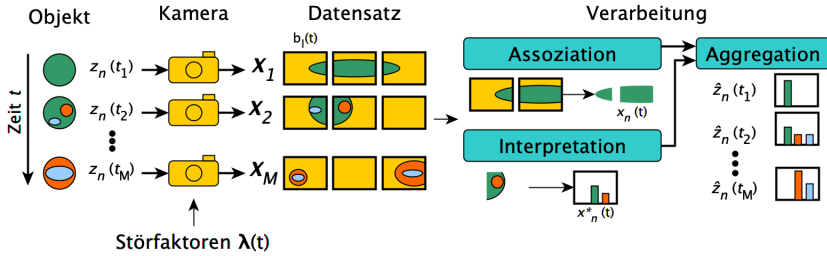 Objekt
Kamera
Datensatz
Verarbeitung
Zeit t
z_n (t_1)
X_1
b_l(t)
z_n (t_2)
X_2
z_n (t_M)
X_M
Störfaktoren λ(t)
Assoziation
Aggregation
x_n (t)
Interpretation
x*_n (t)
ẑ_n (t_1)
ẑ_n (t_2)
ẑ_n (t_M)